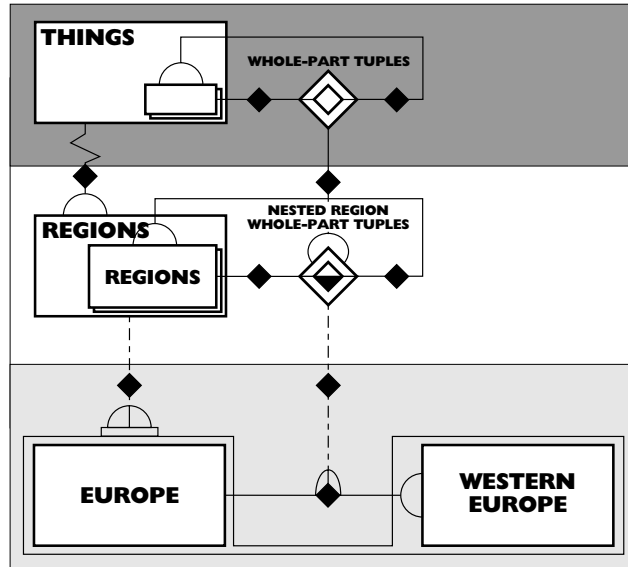 THINGS
WHOLE-PART TUPLES
REGIONS
NESTED REGION
WHOLE-PART TUPLES
REGIONS
EUROPE
WESTERN
EUROPE